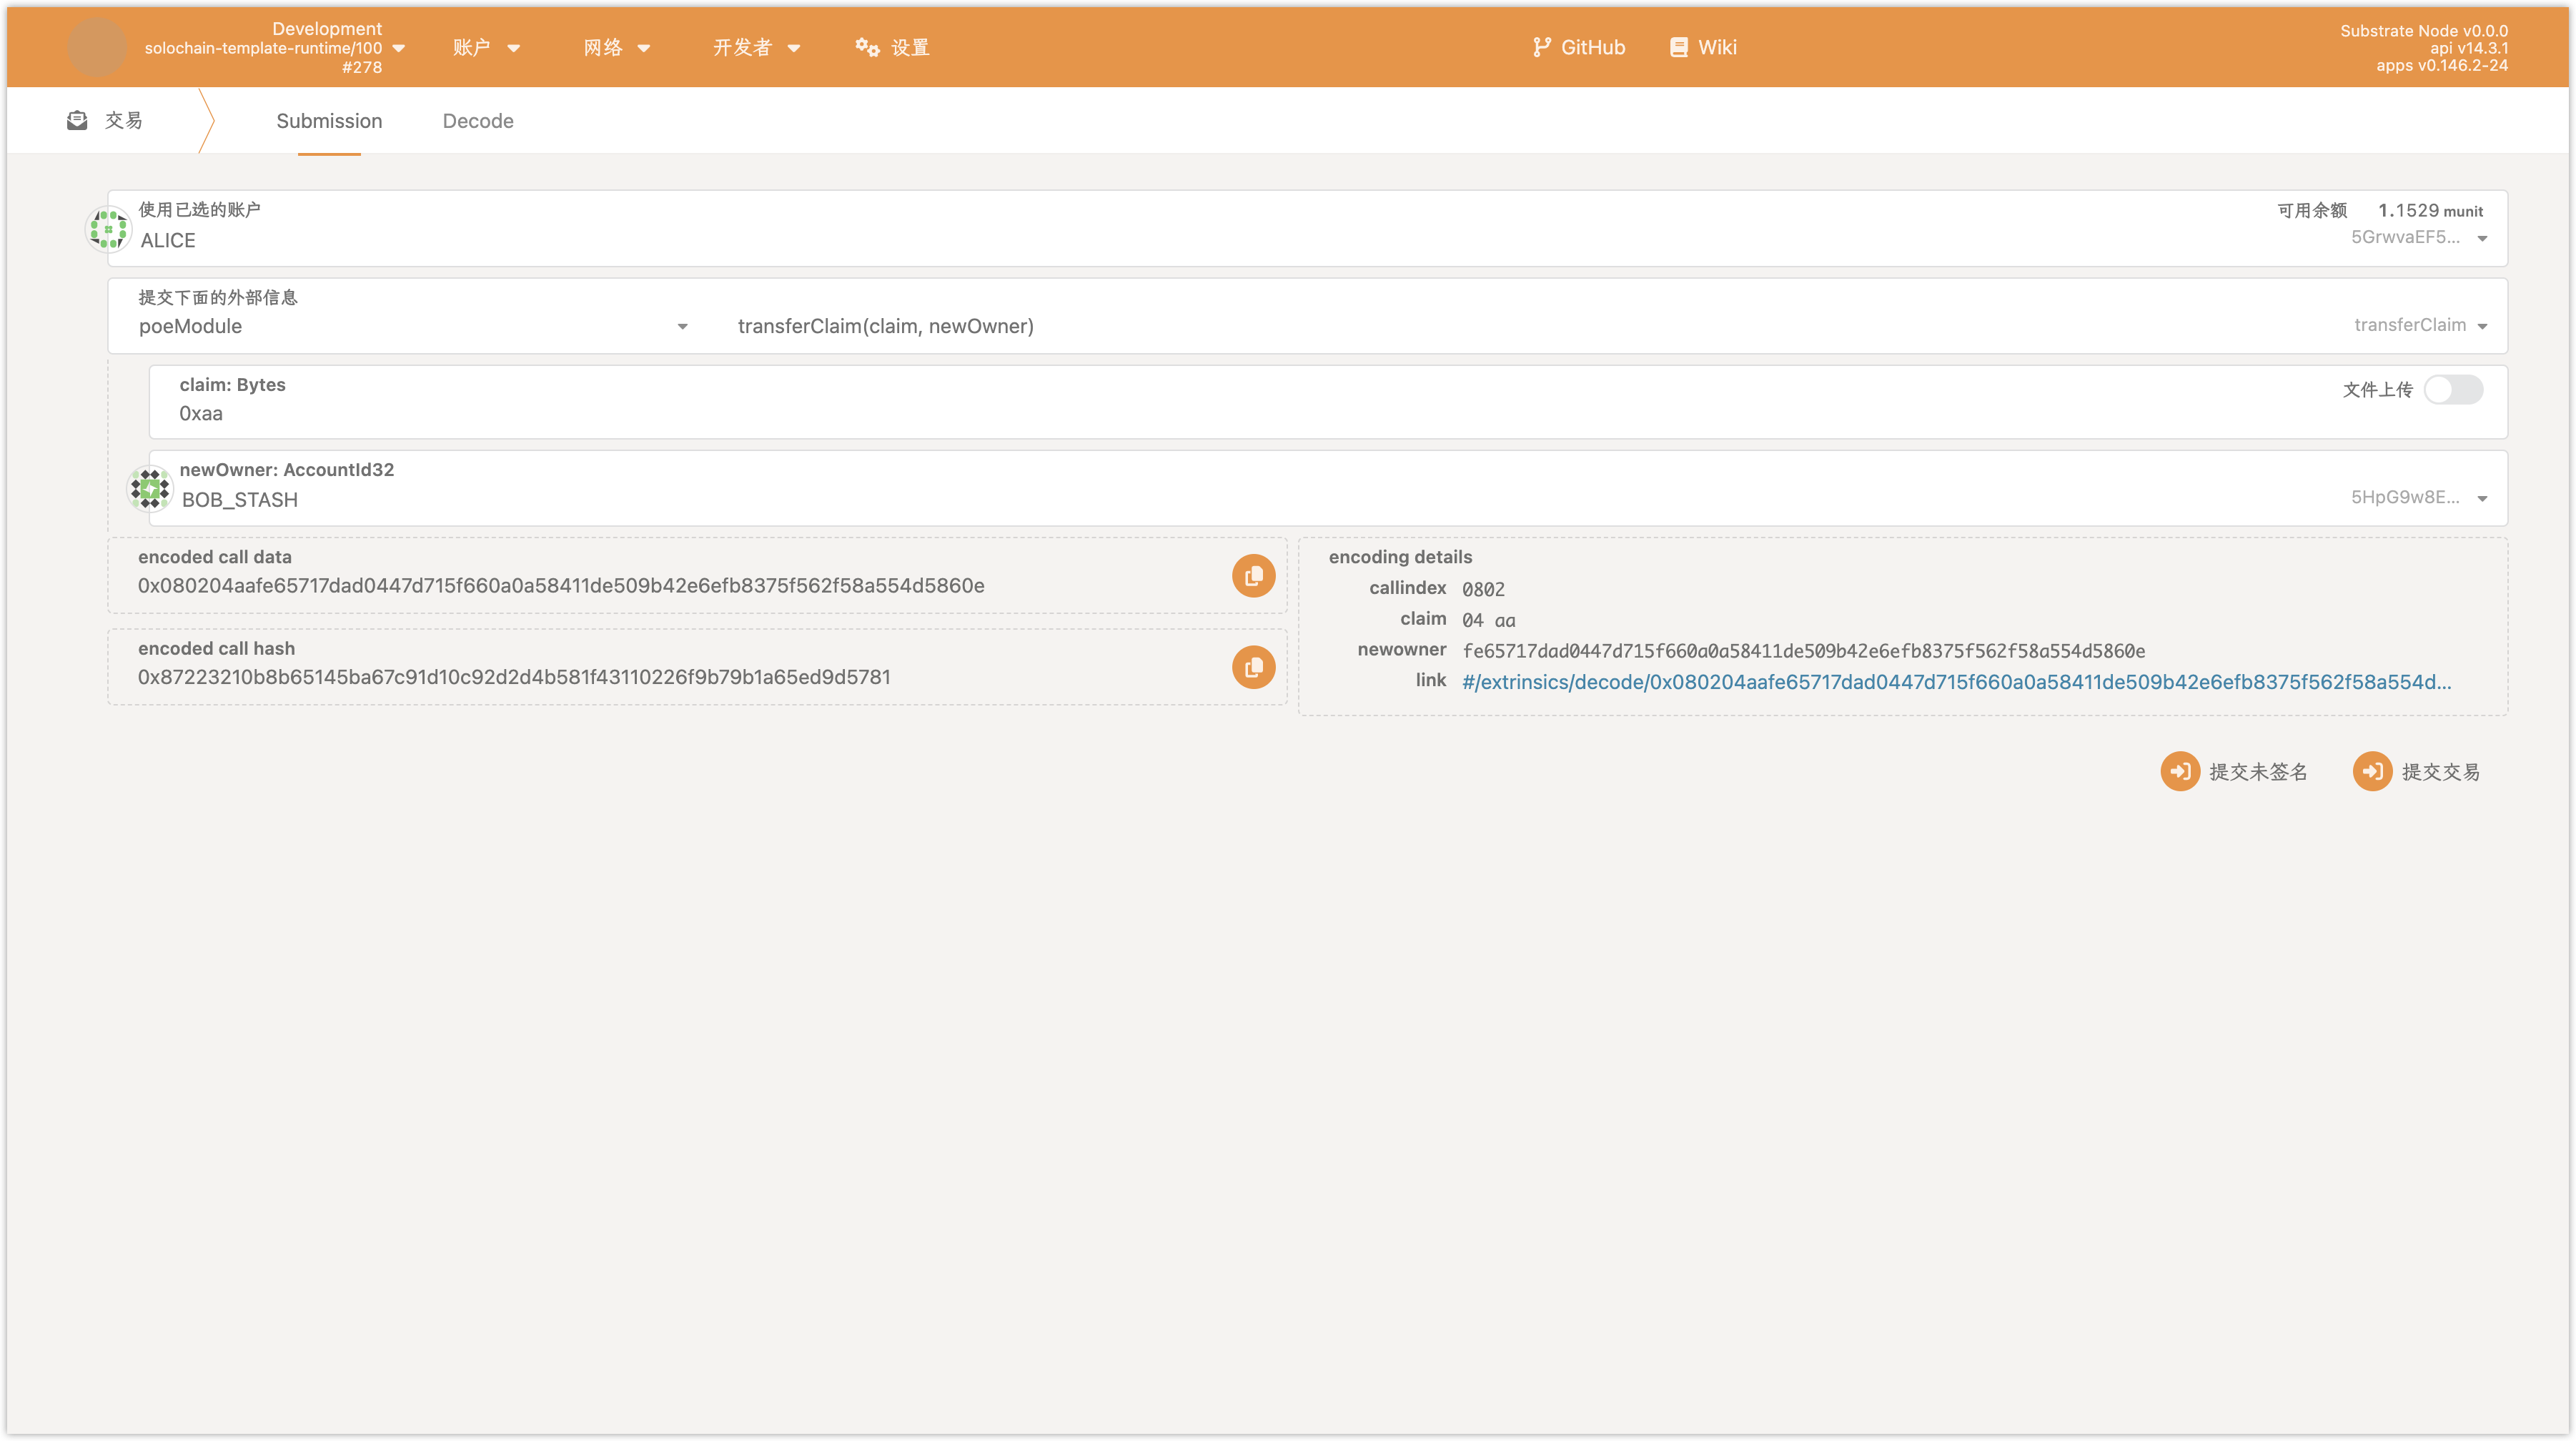 Development
solochain-template-runtime/100
#278
账户
网络
开发者
设置
GitHub
Wiki
Substrate Node v0.0.0
api v14.3.1
apps v0.146.2-24
交易
Submission
Decode
使用已选的账户
ALICE
可用余额 1.1529 munit
5GrwvaEF5...
提交下面的外部信息
poeModule
transferClaim(claim, newOwner)
transferClaim
claim: Bytes
0xaa
文件上传
newOwner: AccountId32
BOB_STASH
5HpG9w8E...
encoded call data
0x080204aafe65717dad0447d715f660a0a58411de509b42e6efb8375f562f58a554d5860e
encoded call hash
0x87223210b8b65145ba67c91d10c92d2d4b581f43110226f9b79b1a65ed9d5781
encoding details
callindex 0802
claim 04 aa
newowner fe65717dad0447d715f660a0a58411de509b42e6efb8375f562f58a554d5860e
link #/extrinsics/decode/0x080204aafe65717dad0447d715f660a0a58411de509b42e6efb8375f562f58a554d...
提交未签名
提交交易